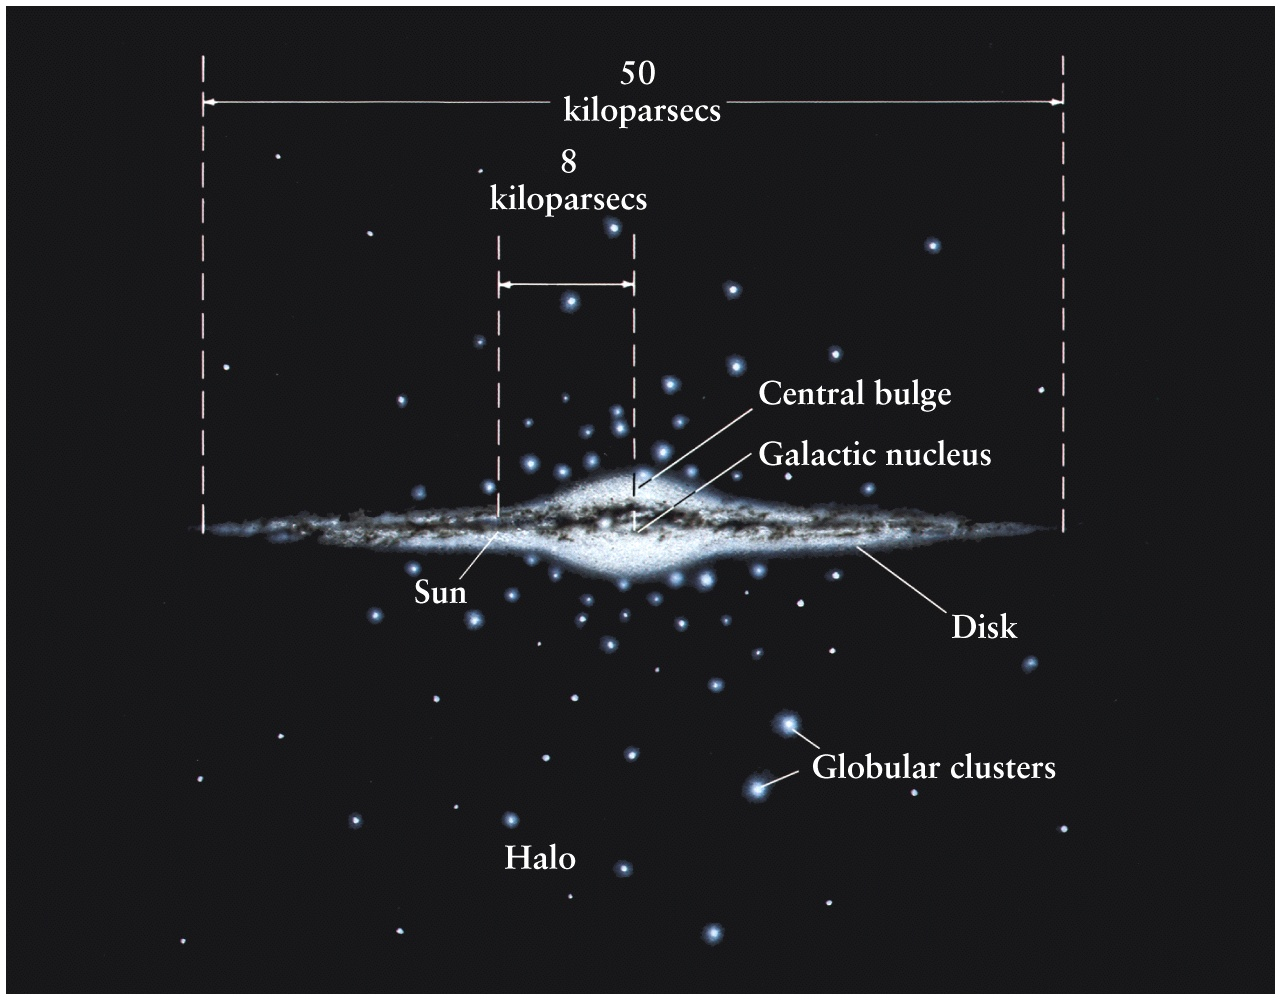 50
kiloparsecs
8
kiloparsecs
Central bulge
Galactic nucleus
Sun
Disk
Globular clusters
Halo